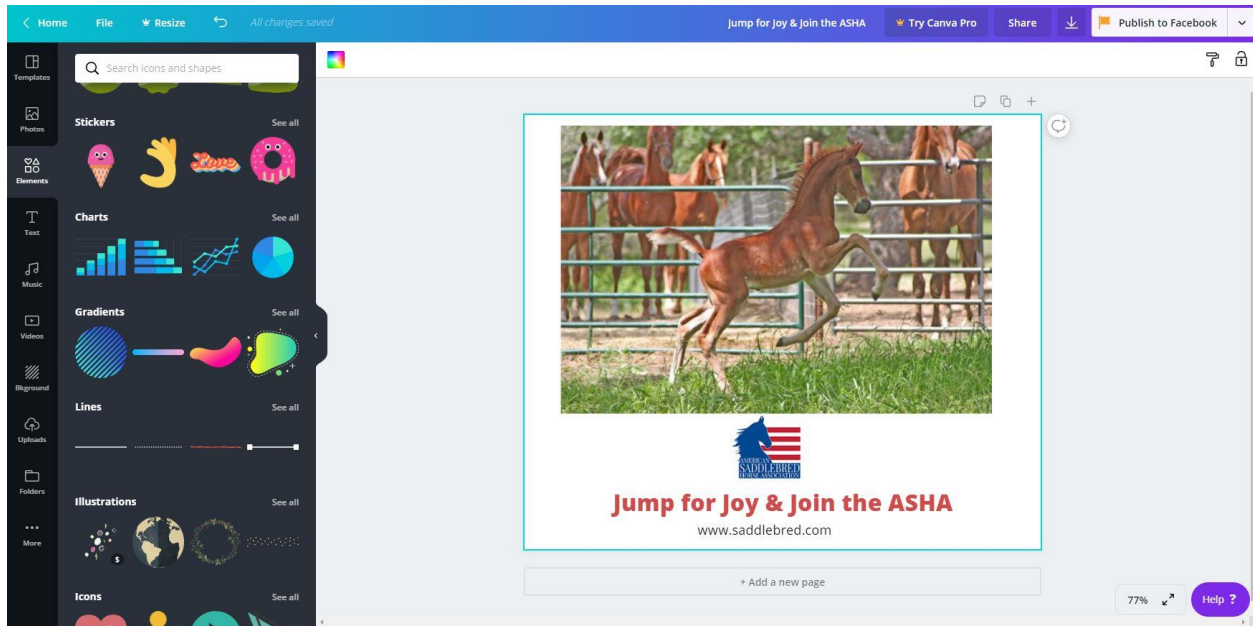 Home File Resize All changes saved Jump for Joy & Join the ASHA Try Canva Pro Share Publish to Facebook
Templates
Photos
Elements
Text
Music
Videos
Bkground
Uploads
Folders
More
Search icons and shapes
Stickers See all
Love
Charts See all
Gradients See all
Lines See all
Illustrations See all
$
Icons See all
AMERICAN
SADDLEBRED
HORSE ASSOCIATION
Jump for Joy & Join the ASHA
www.saddlebred.com
+ Add a new page
77% Help ?